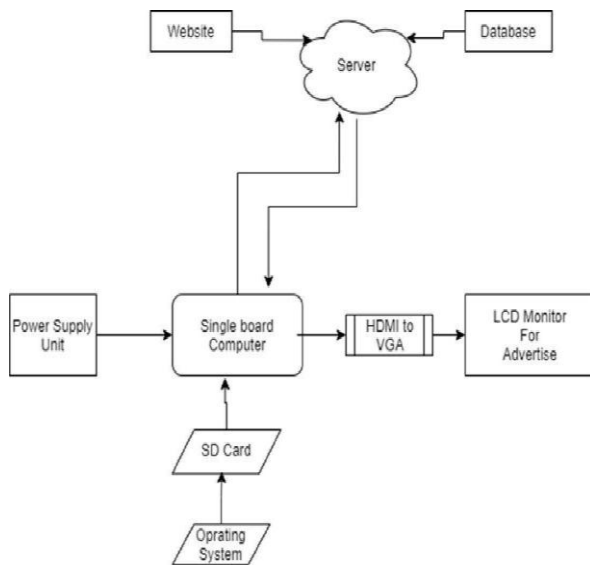 Website
Database
Server
Power Supply
Unit
Single board
Computer
HDMI to
VGA
LCD Monitor
For
Advertise
SD Card
Oprating
System